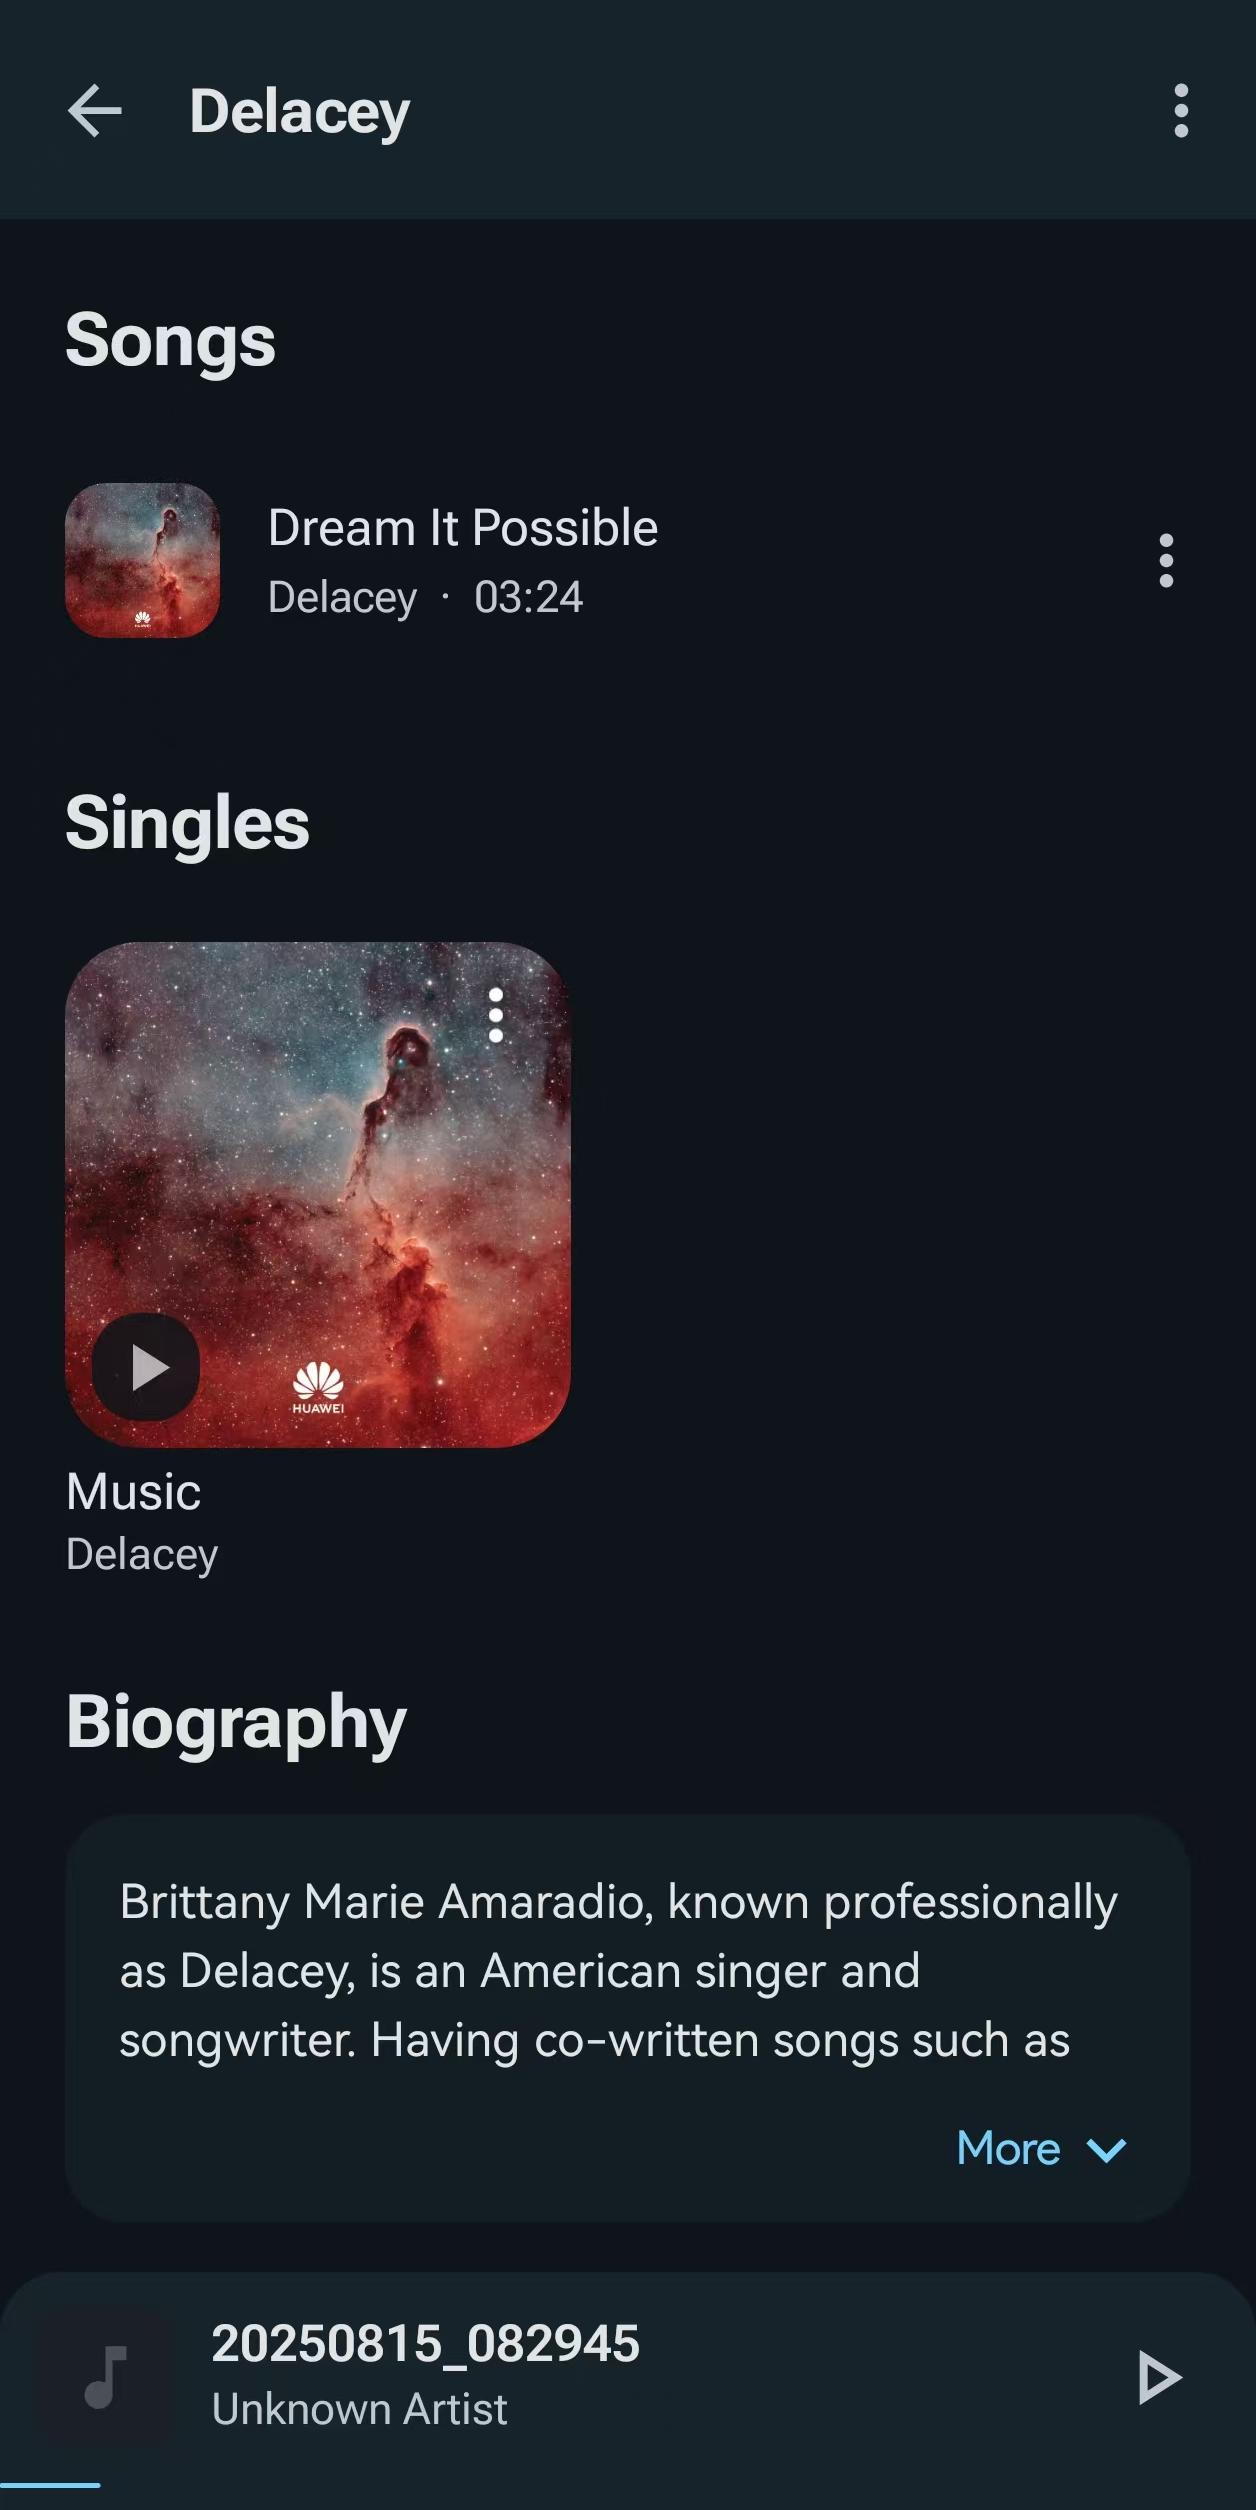 Delacey
Songs
Dream It Possible
Delacey · 03:24
Singles
HUAWEI
Music
Delacey
Biography
Brittany Marie Amaradio, known professionally
as Delacey, is an American singer and
songwriter. Having co-written songs such as
More
20250815_082945
Unknown Artist